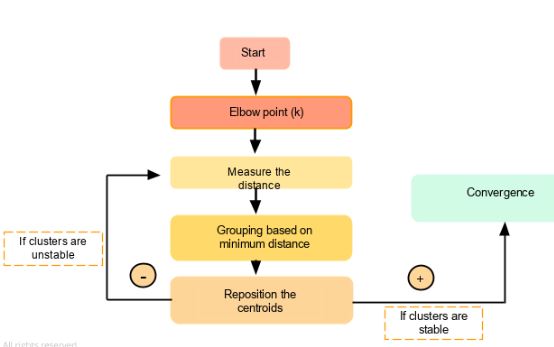 Start
Elbow point (k)
Measure the
distance
Grouping based on
minimum distance
Reposition the
centroids
Convergence
If clusters are
unstable
-
+
If clusters are
stable
All rights reserved